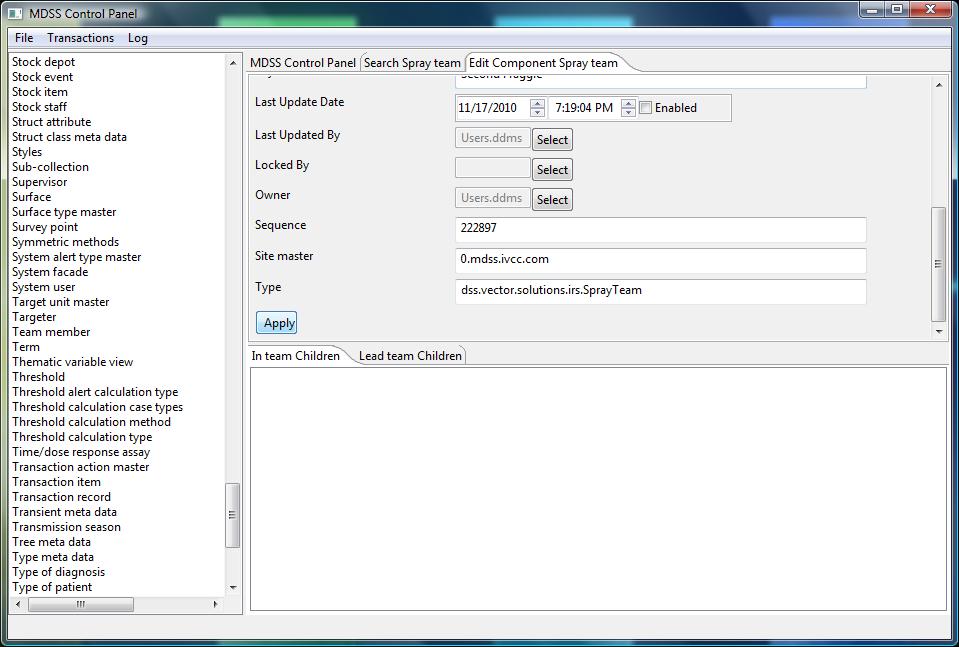 MDSS Control Panel
File Transactions Log
Stock depot
Stock event
Stock item
Stock staff
Struct attribute
Struct class meta data
Styles
Sub-collection
Supervisor
Surface
Surface type master
Survey point
Symmetric methods
System alert type master
System facade
System user
Target unit master
Targeter
Team member
Term
Thematic variable view
Threshold
Threshold alert calculation type
Threshold calculation case types
Threshold calculation method
Threshold calculation type
Time/dose response assay
Transaction action master
Transaction item
Transaction record
Transient meta data
Transmission season
Tree meta data
Type meta data
Type of diagnosis
Type of patient
MDSS Control Panel Search Spray team Edit Component Spray team
Last Update Date 11/17/2010 7:19:04 PM Enabled
Last Updated By Users.ddms Select
Locked By Select
Owner Users.ddms Select
Sequence 222897
Site master 0.mdss.ivcc.com
Type dss.vector.solutions.irs.SprayTeam
Apply
In team Children Lead team Children